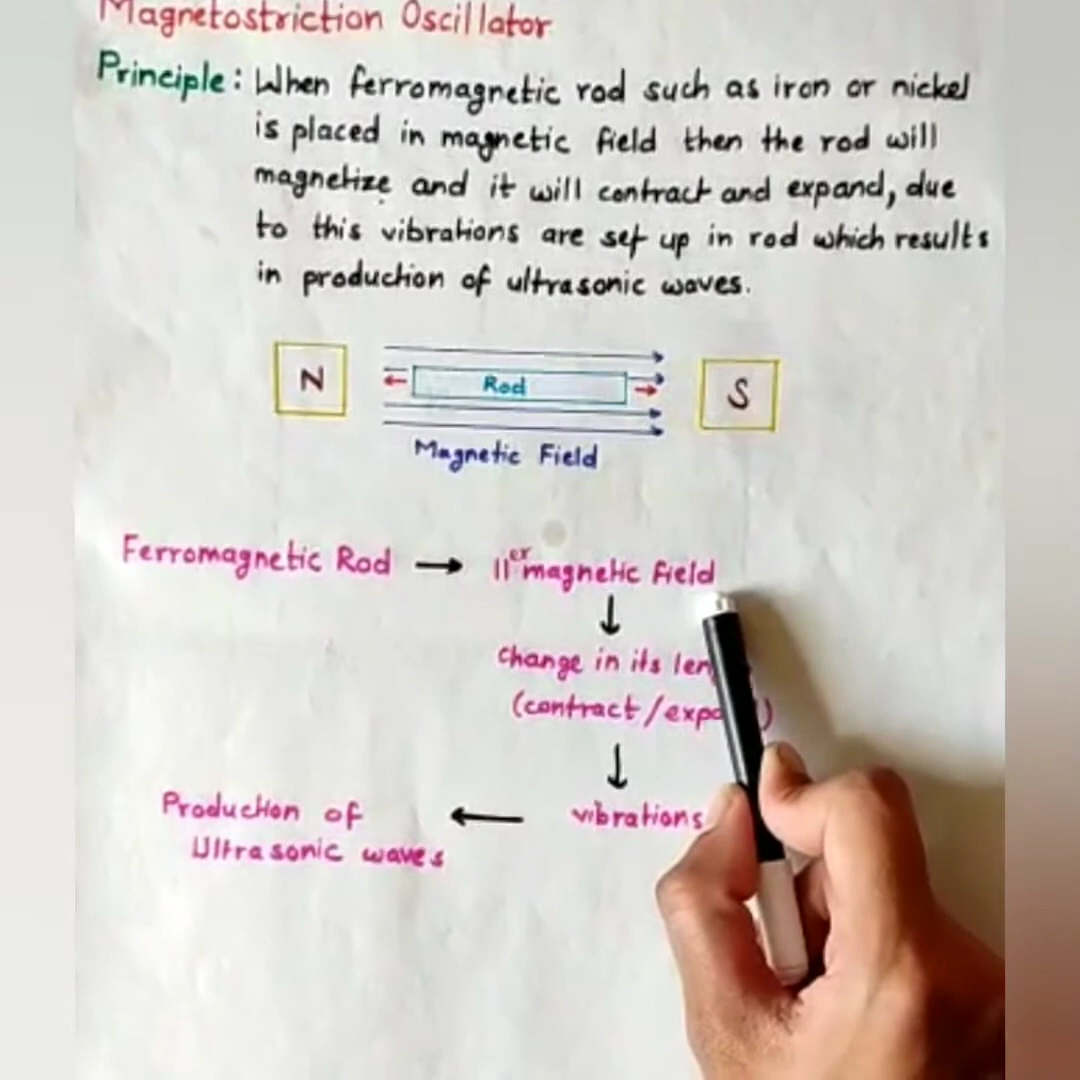 Magnetostriction Oscillator
Principle: When ferromagnetic rod such as iron or nickel
is placed in magnetic field then the rod will
magnetize and it will contract and expand, due
to this vibrations are set up in rod which results
in production of ultrasonic waves.
N
Rod
S
Magnetic Field
Ferromagnetic Rod → ||er magnetic field
↓
Change in its
(contract/
↓
Production of ← vibrations
Ultrasonic waves